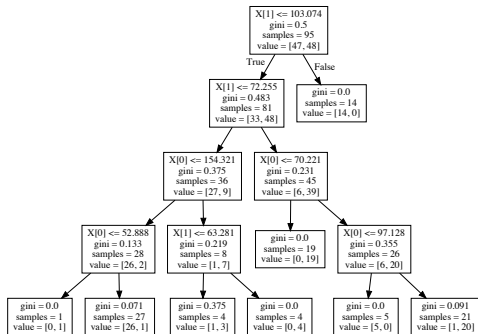 X[1] <= 103.074
gini = 0.5
samples = 95
value = [47, 48]
True
False
X[1] <= 72.255
gini = 0.483
samples = 81
value = [33, 48]
gini = 0.0
samples = 14
value = [14, 0]
X[0] <= 154.321
gini = 0.375
samples = 36
value = [27, 9]
X[0] <= 70.221
gini = 0.231
samples = 45
value = [6, 39]
X[0] <= 52.888
gini = 0.133
samples = 28
value = [26, 2]
X[1] <= 63.281
gini = 0.219
samples = 8
value = [1, 7]
gini = 0.0
samples = 19
value = [0, 19]
X[0] <= 97.128
gini = 0.355
samples = 26
value = [6, 20]
gini = 0.0
samples = 1
value = [0, 1]
gini = 0.071
samples = 27
value = [26, 1]
gini = 0.375
samples = 4
value = [1, 3]
gini = 0.0
samples = 4
value = [0, 4]
gini = 0.0
samples = 5
value = [5, 0]
gini = 0.091
samples = 21
value = [1, 20]